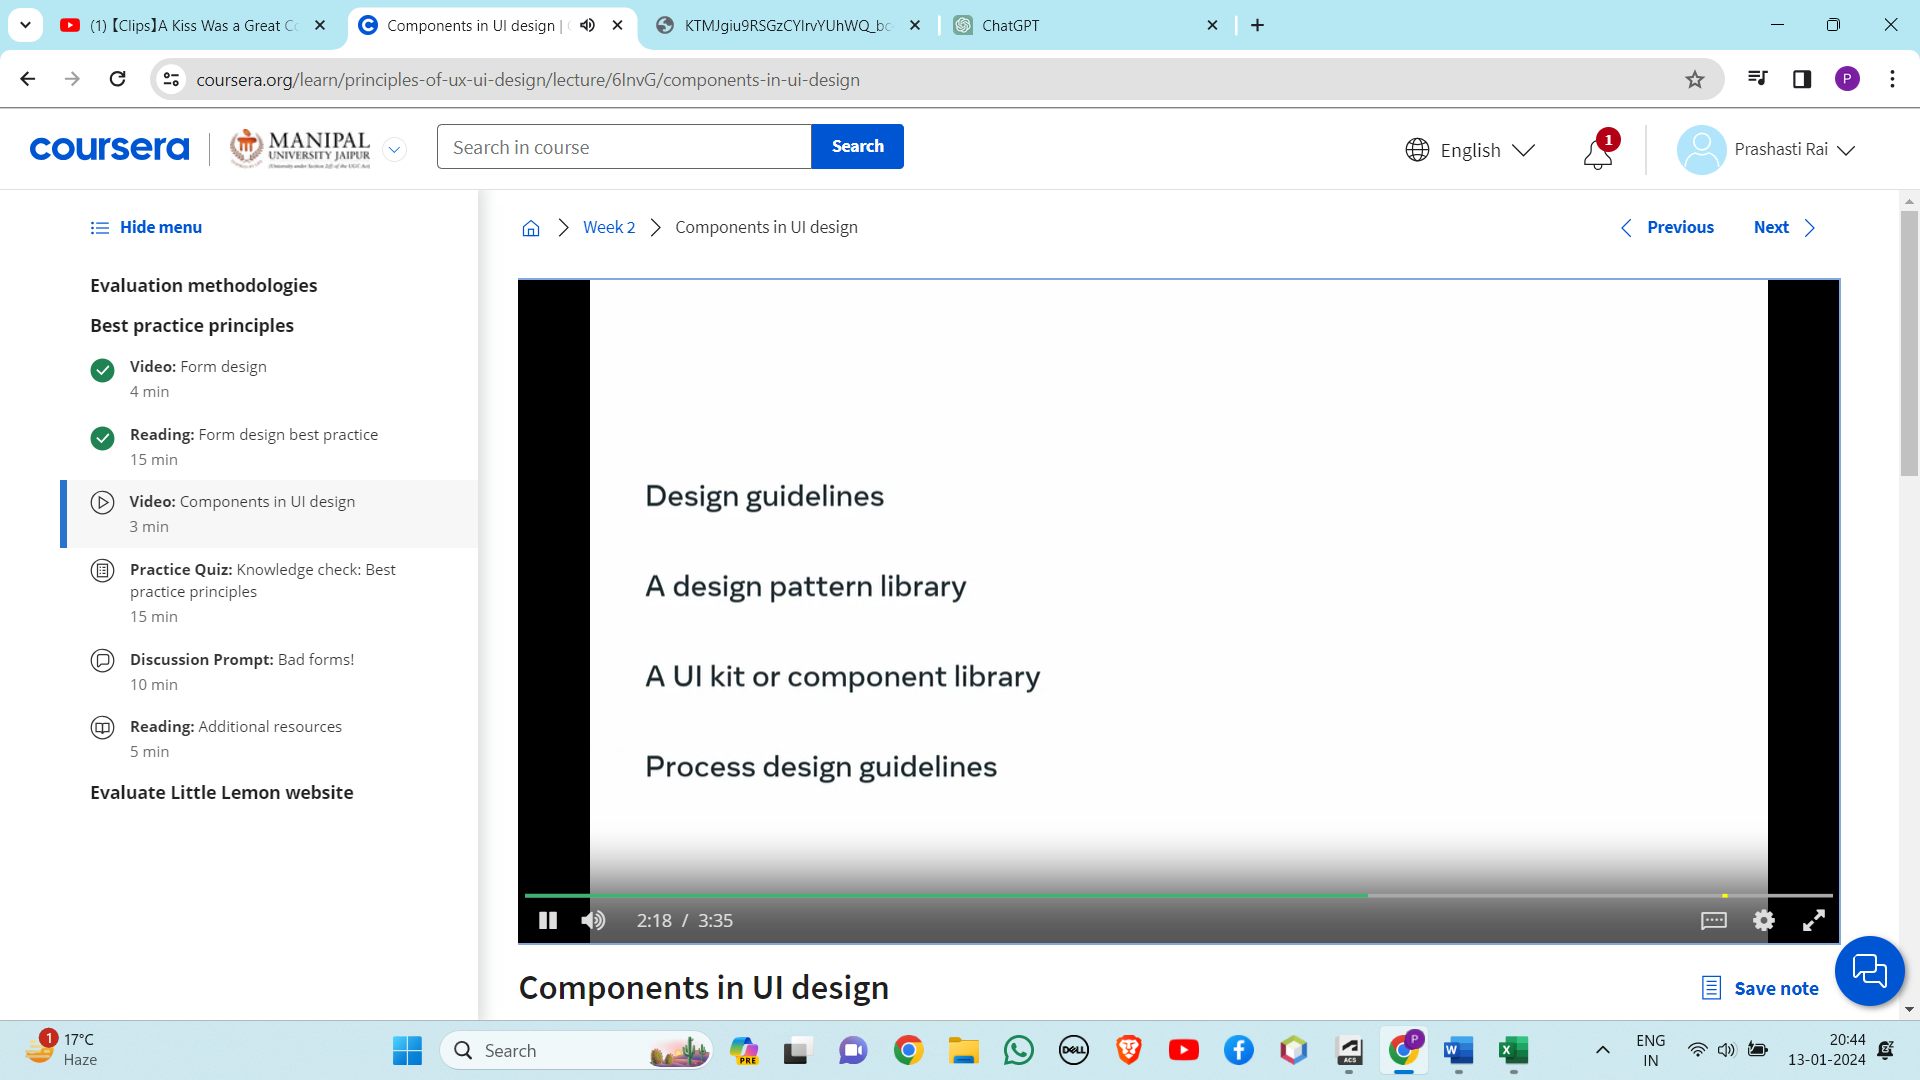 (1) 【Clips】A Kiss Was a Great Co
Components in UI design |
KTMJgiu9RSGzCYIrvYUhWQ_bc
ChatGPT
coursera.org/learn/principles-of-ux-ui-design/lecture/6InvG/components-in-ui-design
P
coursera
MANIPAL
UNIVERSITY JAIPUR
Search in course
Search
English
1
Prashasti Rai
Hide menu
Week 2
Components in UI design
Previous
Next
Evaluation methodologies
Best practice principles
Video: Form design
4 min
Reading: Form design best practice
15 min
Video: Components in UI design
3 min
Practice Quiz: Knowledge check: Best
practice principles
15 min
Discussion Prompt: Bad forms!
10 min
Reading: Additional resources
5 min
Evaluate Little Lemon website
Design guidelines
A design pattern library
A UI kit or component library
Process design guidelines
2:18 / 3:35
Components in UI design
Save note
1
17°C
Haze
Search
PRE
DELL
ACS
P
W
X
ENG
IN
20:44
13-01-2024